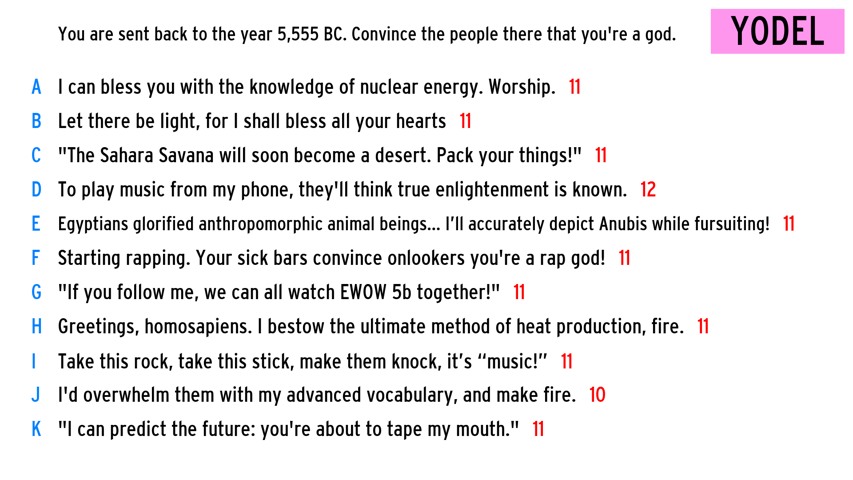 You are sent back to the year 5,555 BC. Convince the people there that you're a god. YODEL
A I can bless you with the knowledge of nuclear energy. Worship. 11
B Let there be light, for I shall bless all your hearts 11
C "The Sahara Savana will soon become a desert. Pack your things!" 11
D To play music from my phone, they'll think true enlightenment is known. 12
E Egyptians glorified anthropomorphic animal beings... I’ll accurately depict Anubis while fursuiting! 11
F Starting rapping. Your sick bars convince onlookers you're a rap god! 11
G "If you follow me, we can all watch EWOW 5b together!" 11
H Greetings, homosapiens. I bestow the ultimate method of heat production, fire. 11
I Take this rock, take this stick, make them knock, it’s “music!” 11
J I'd overwhelm them with my advanced vocabulary, and make fire. 10
K "I can predict the future: you're about to tape my mouth." 11